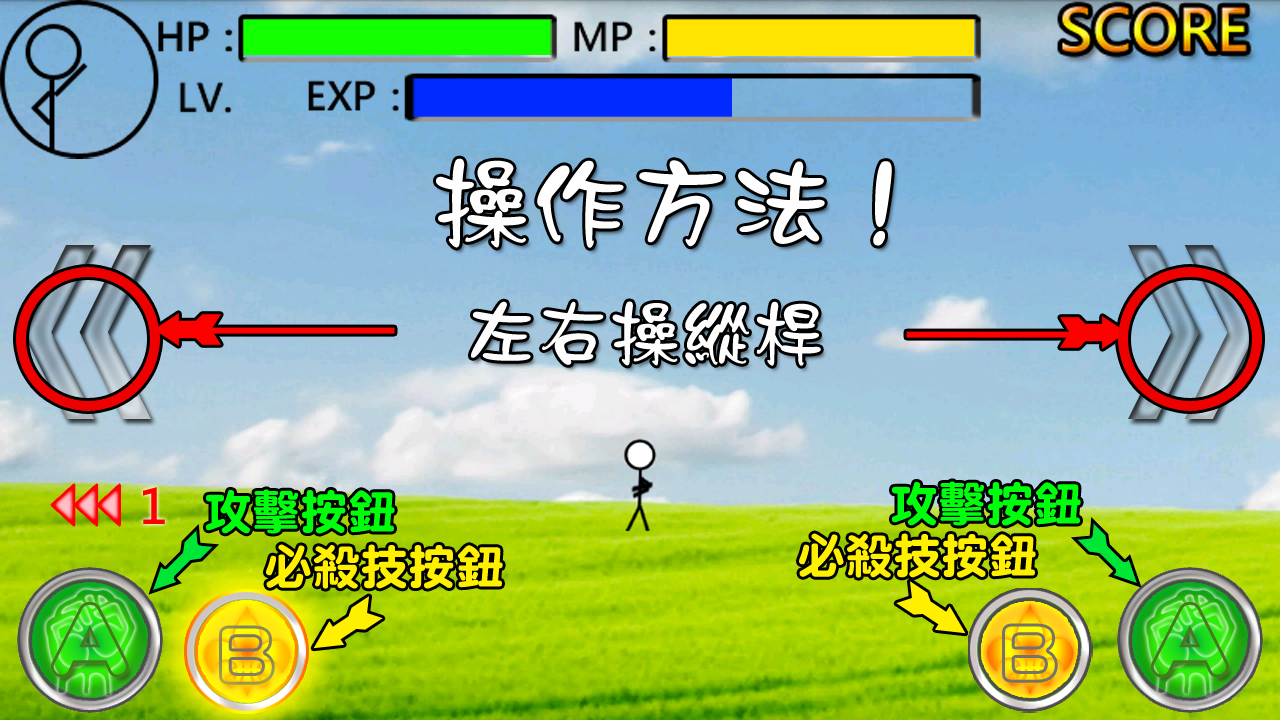 HP :
MP :
SCORE
LV.
EXP :
操作方法！
左右操縱桿
1
攻擊按鈕
必殺技按鈕
攻擊按鈕
必殺技按鈕
A
B
B
A